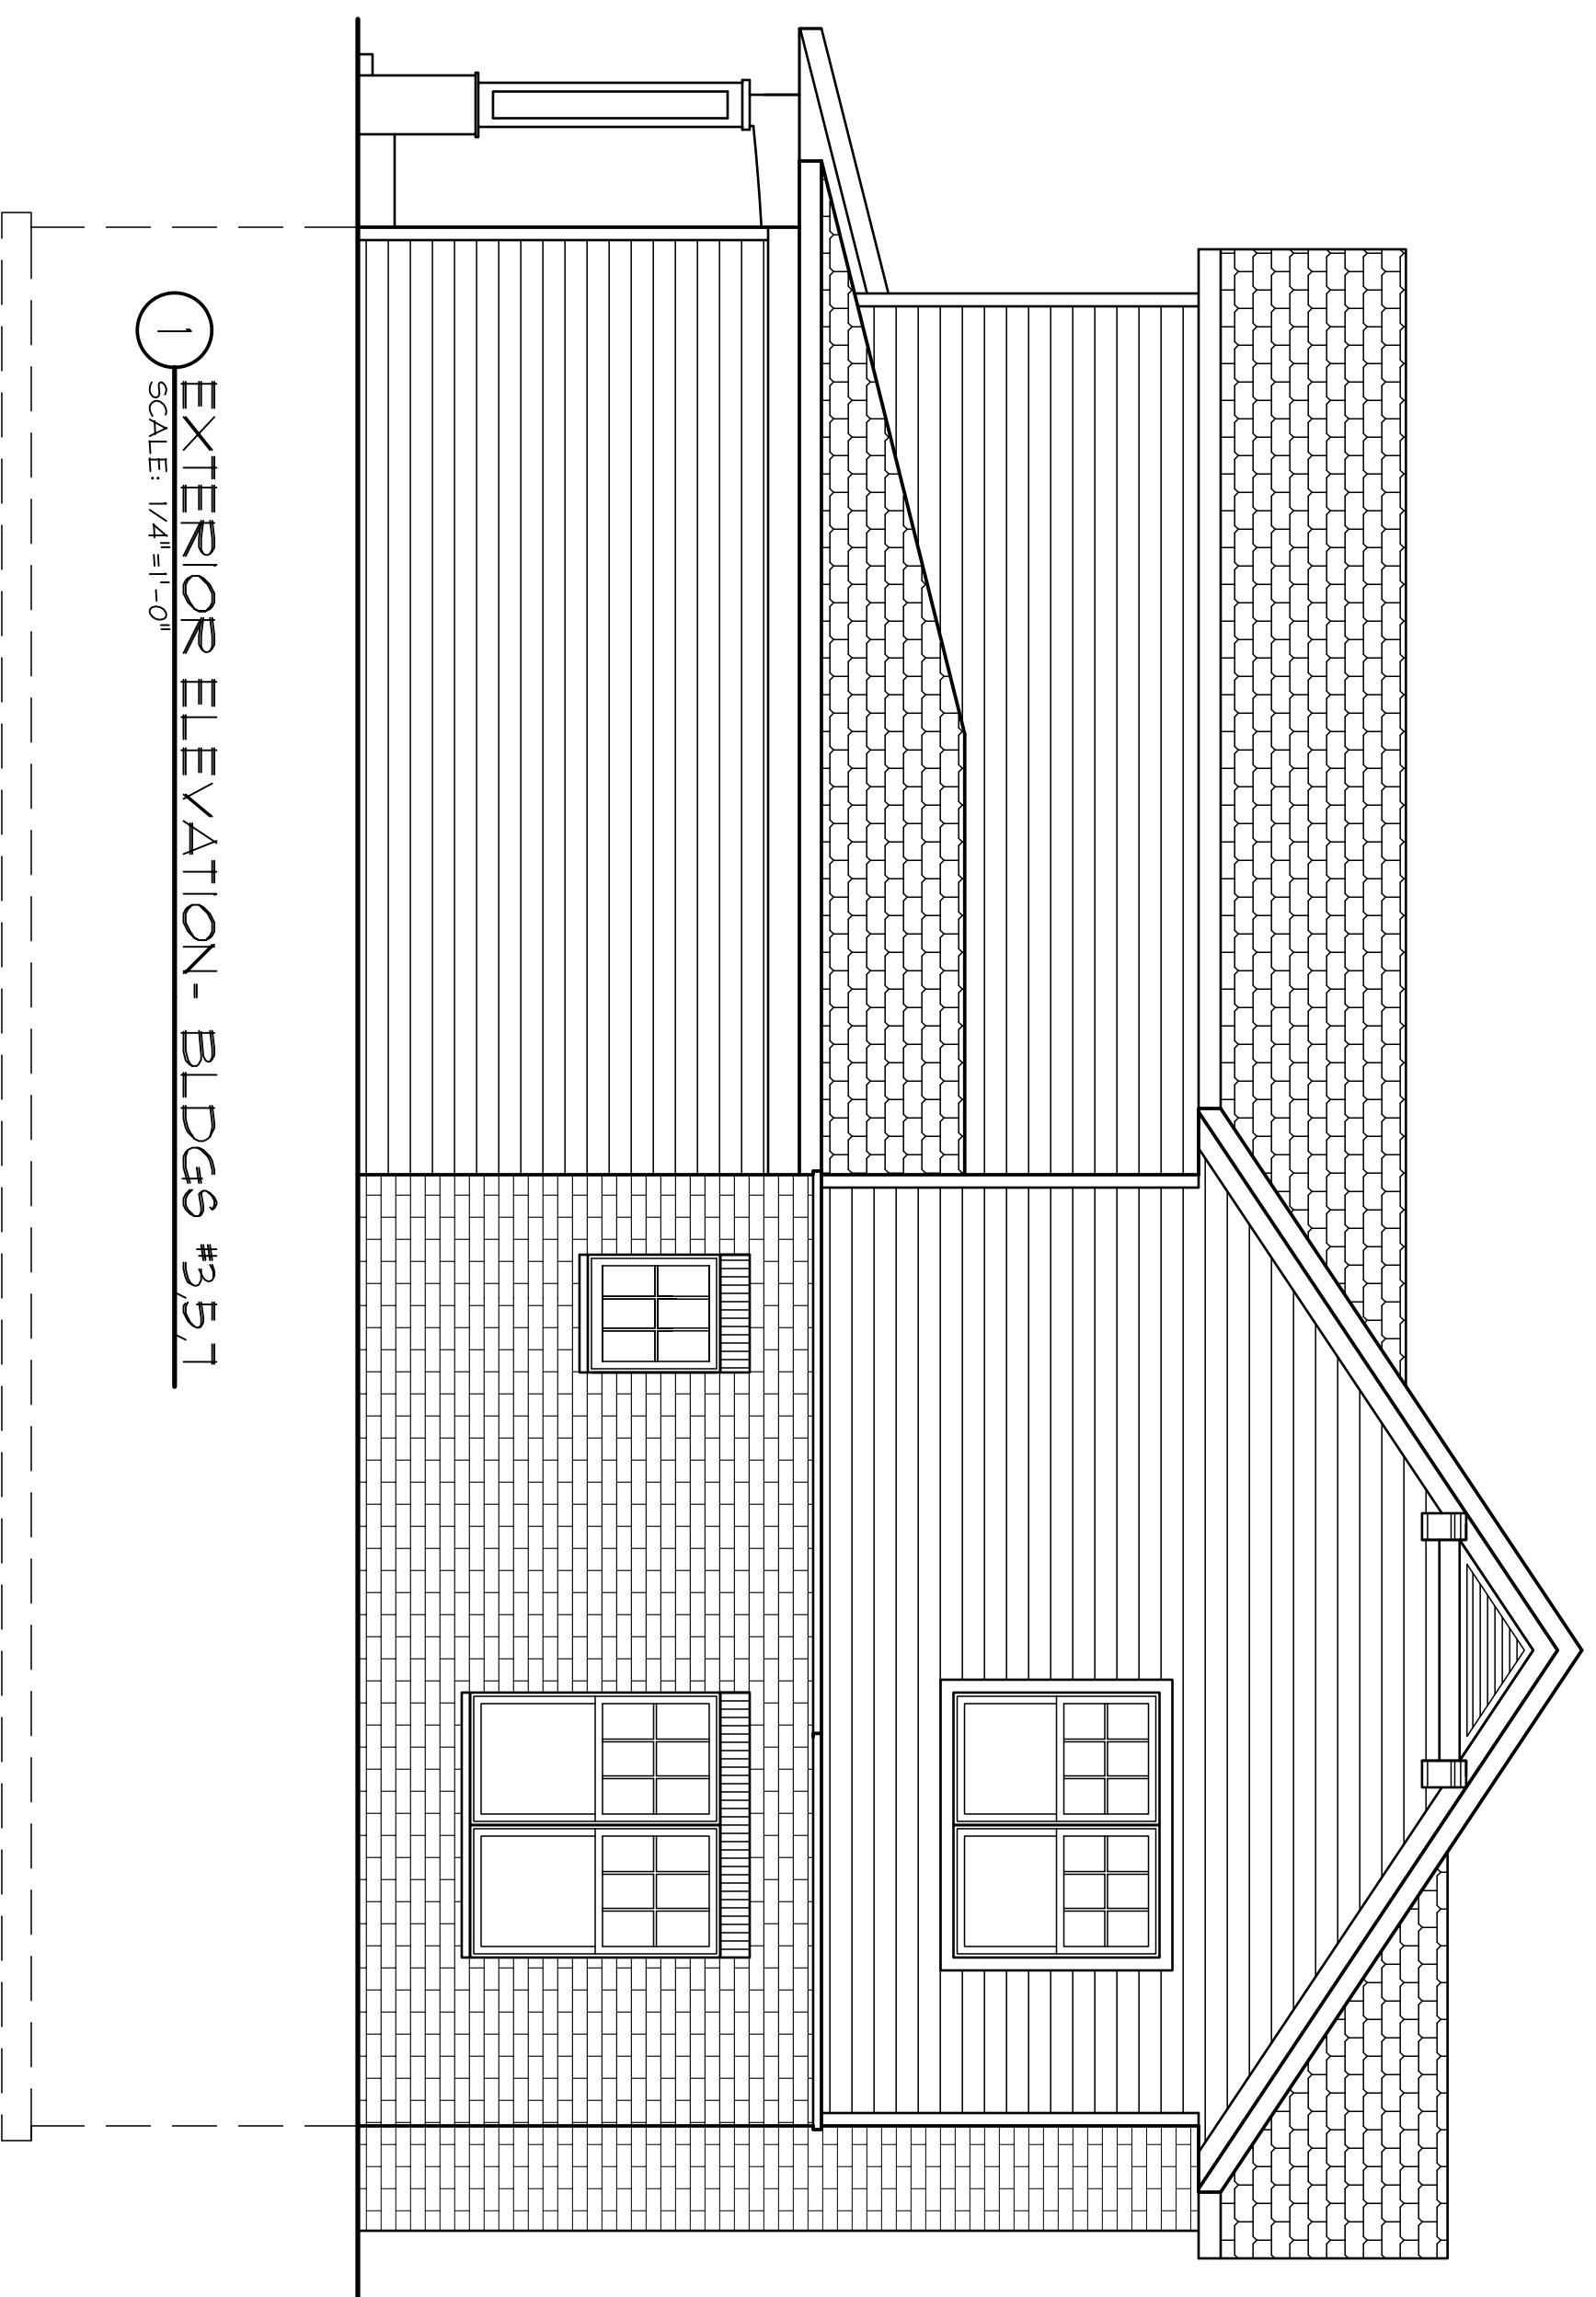 1
EXTERIOR ELEVATION- BLDGS #3,5,7
SCALE: 1/4"=1'-0"